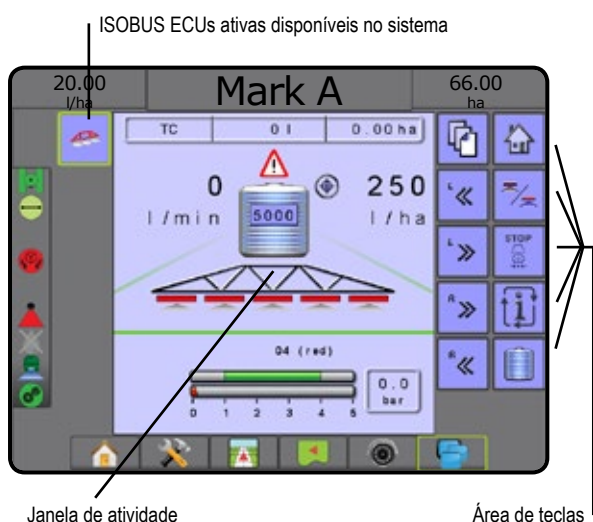 ISOBUS ECUs ativas disponíveis no sistema
20.00 Mark A 66.00
l/ha ha
TC 0 l 0.00 ha
0 250
l/min l/ha
5000
STOP
L
L
R
R
i
04 (red)
0.0
bar
0 1 2 3 4 5
Janela de atividade Área de teclas